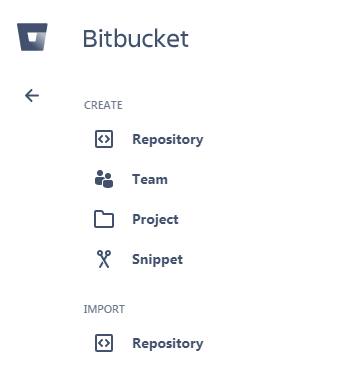 Bitbucket
CREATE
Repository
Team
Project
Snippet
IMPORT
Repository